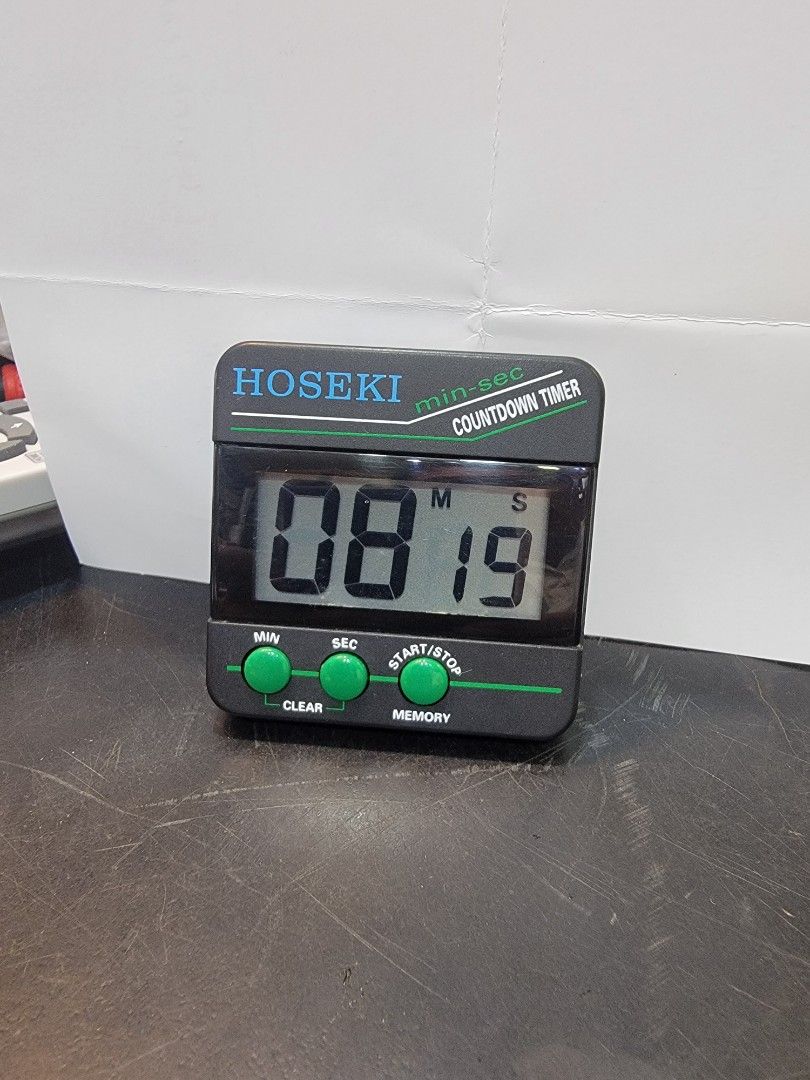 HOSEKI min-sec
COUNTDOWN TIMER
08 M 19 S
MIN SEC START/STOP
CLEAR MEMORY